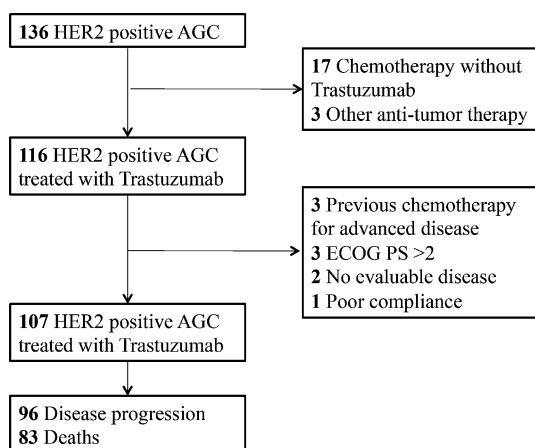 136 HER2 positive AGC
17 Chemotherapy without
Trastuzumab
3 Other anti-tumor therapy
116 HER2 positive AGC
treated with Trastuzumab
3 Previous chemotherapy
for advanced disease
3 ECOG PS >2
2 No evaluable disease
1 Poor compliance
107 HER2 positive AGC
treated with Trastuzumab
96 Disease progression
83 Deaths